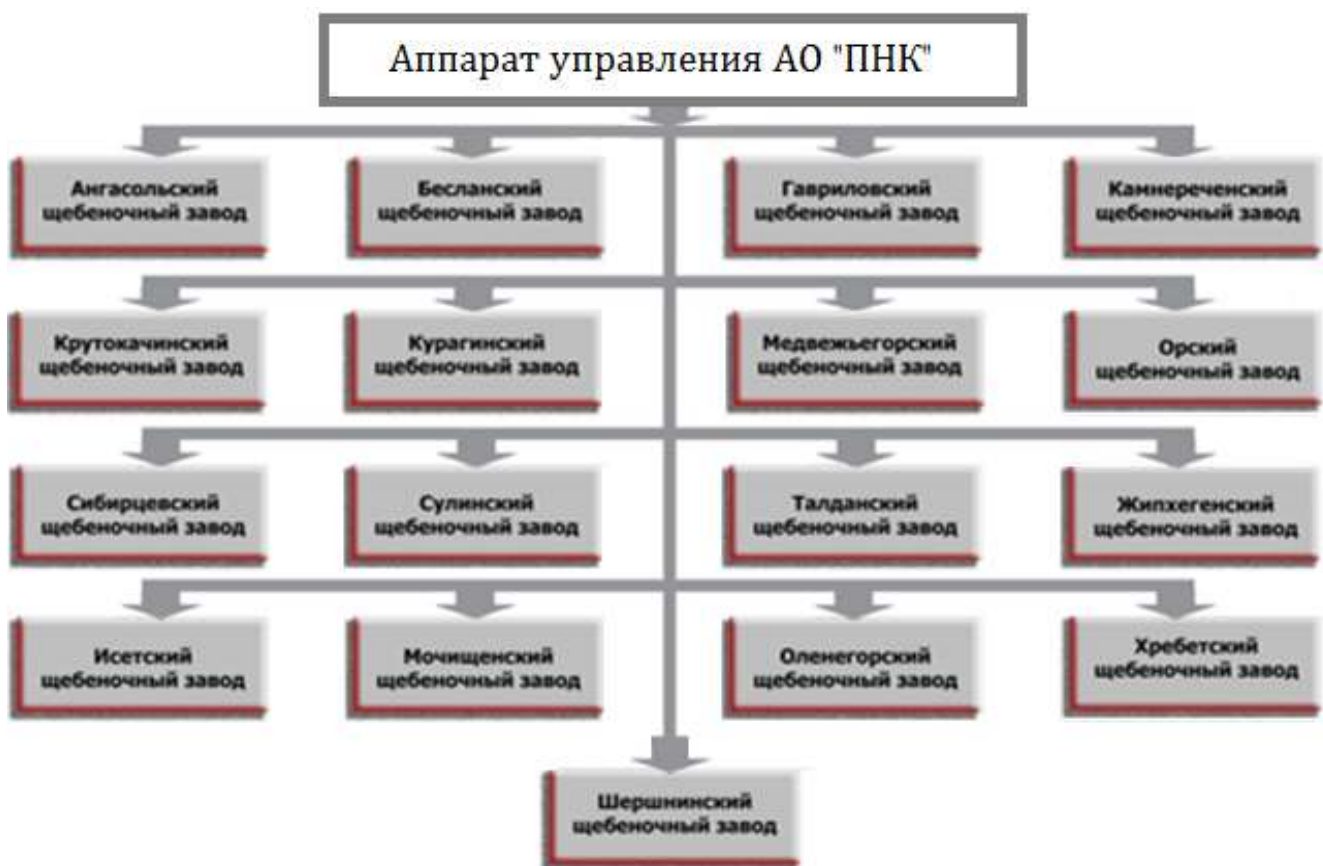 Аппарат управления АО "ПНК"
Ангасольский
щебеночный завод
Бесланский
щебеночный завод
Гавриловский
щебеночный завод
Камнереченский
щебеночный завод
Крутокачинский
щебеночный завод
Курагинский
щебеночный завод
Медвежьегорский
щебеночный завод
Орский
щебеночный завод
Сибирцевский
щебеночный завод
Сулинский
щебеночный завод
Талданский
щебеночный завод
Жипхегенский
щебеночный завод
Исетский
щебеночный завод
Мочищенский
щебеночный завод
Оленегорский
щебеночный завод
Хребетский
щебеночный завод
Шершнинский
щебеночный завод